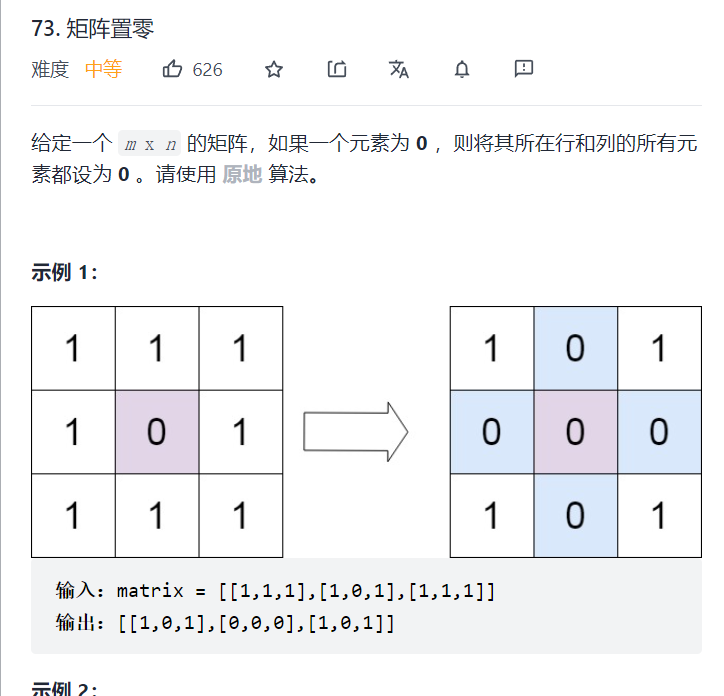 73. 矩阵置零
难度 中等 626
给定一个 m x n 的矩阵，如果一个元素为 0 ，则将其所在行和列的所有元
素都设为 0 。请使用 原地 算法。
示例 1：
1 1 1 1 0 1
1 0 1 0 0 0
1 1 1 1 0 1
输入：matrix = [[1,1,1],[1,0,1],[1,1,1]]
输出：[[1,0,1],[0,0,0],[1,0,1]]
示例 2：